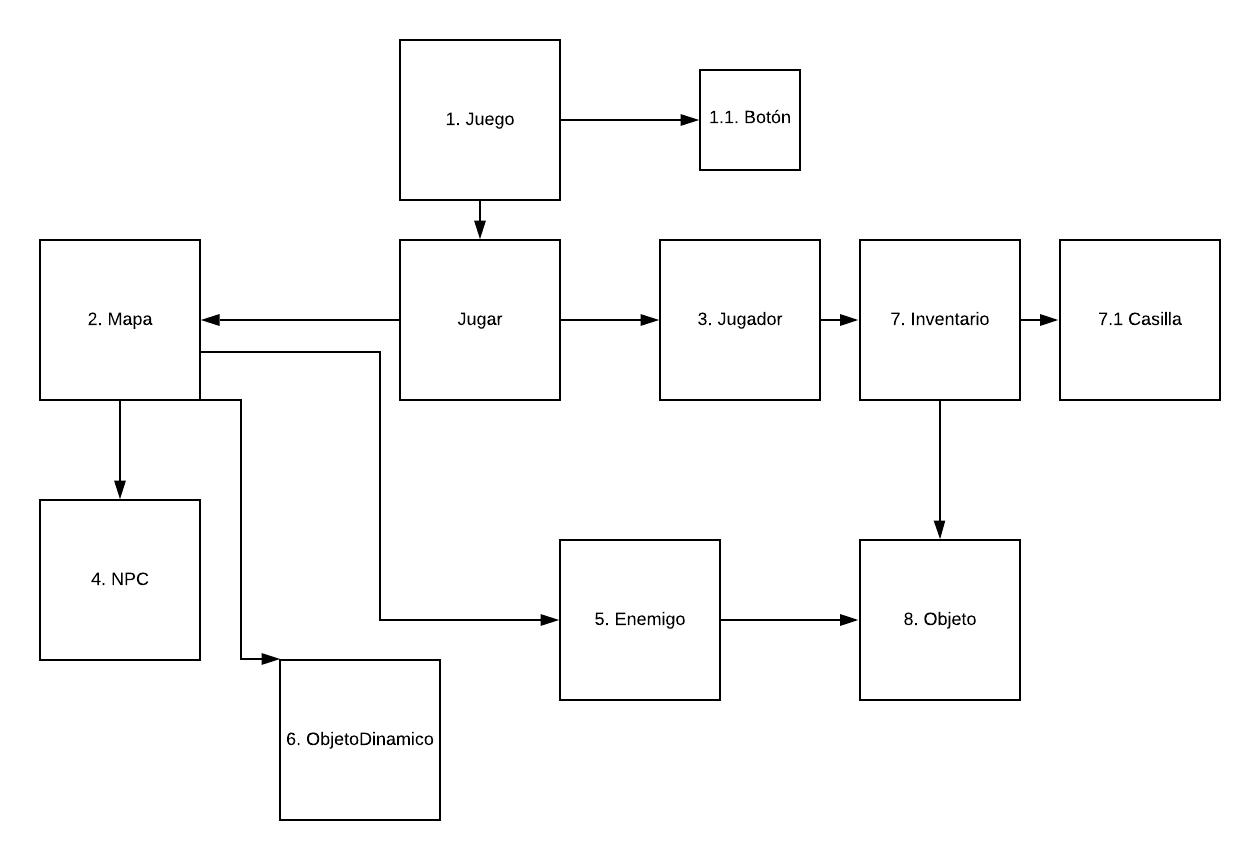 1. Juego
1.1. Botón
2. Mapa
Jugar
3. Jugador
7. Inventario
7.1 Casilla
4. NPC
5. Enemigo
8. Objeto
6. ObjetoDinamico